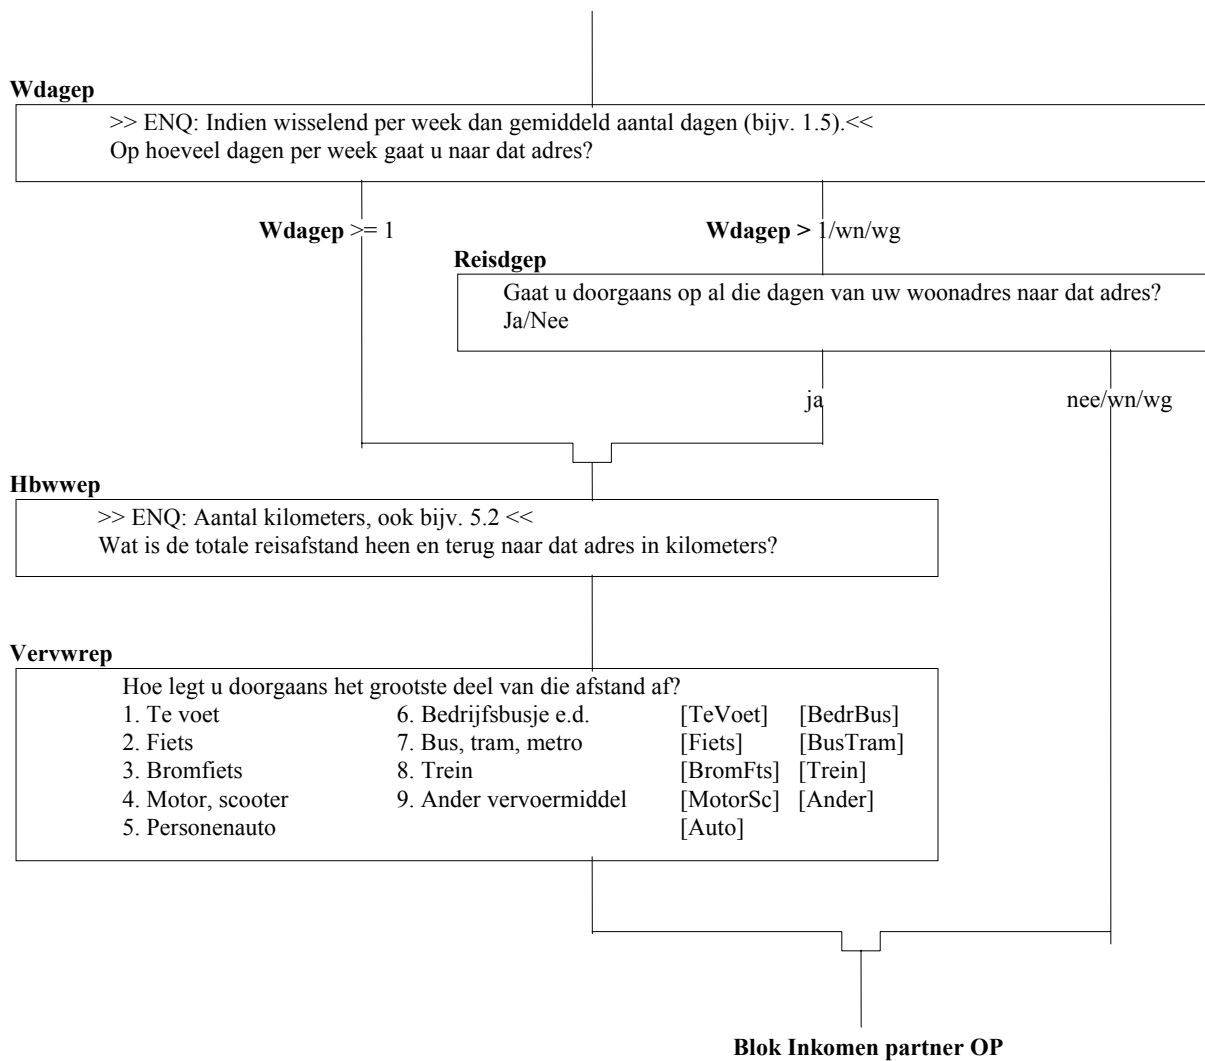 Wdagep
>> ENQ: Indien wisselend per week dan gemiddeld aantal dagen (bijv. 1.5).<<
Op hoeveel dagen per week gaat u naar dat adres?
Wdagep >= 1 Wdagep > 1/wn/wg
Reisdgep
Gaat u doorgaans op al die dagen van uw woonadres naar dat adres?
Ja/Nee
ja nee/wn/wg
Hbwwep
>> ENQ: Aantal kilometers, ook bijv. 5.2 <<
Wat is de totale reisafstand heen en terug naar dat adres in kilometers?
Vervwrep
Hoe legt u doorgaans het grootste deel van die afstand af?
1. Te voet 6. Bedrijfsbusje e.d. [TeVoet] [BedrBus]
2. Fiets 7. Bus, tram, metro [Fiets] [BusTram]
3. Bromfiets 8. Trein [BromFts] [Trein]
4. Motor, scooter 9. Ander vervoermiddel [MotorSc] [Ander]
5. Personenauto [Auto]
Blok Inkomen partner OP